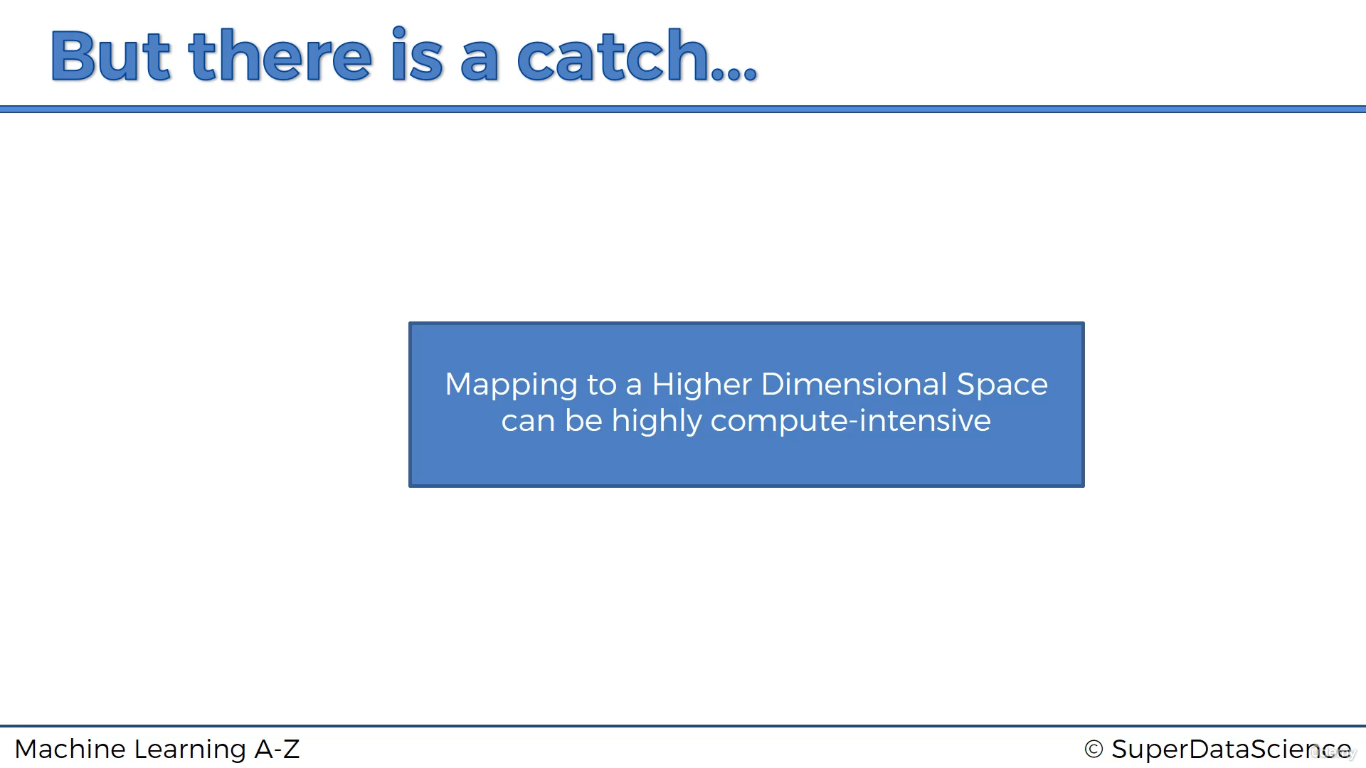 But there is a catch...
Mapping to a Higher Dimensional Space
can be highly compute-intensive
Machine Learning A-Z
© SuperDataScience